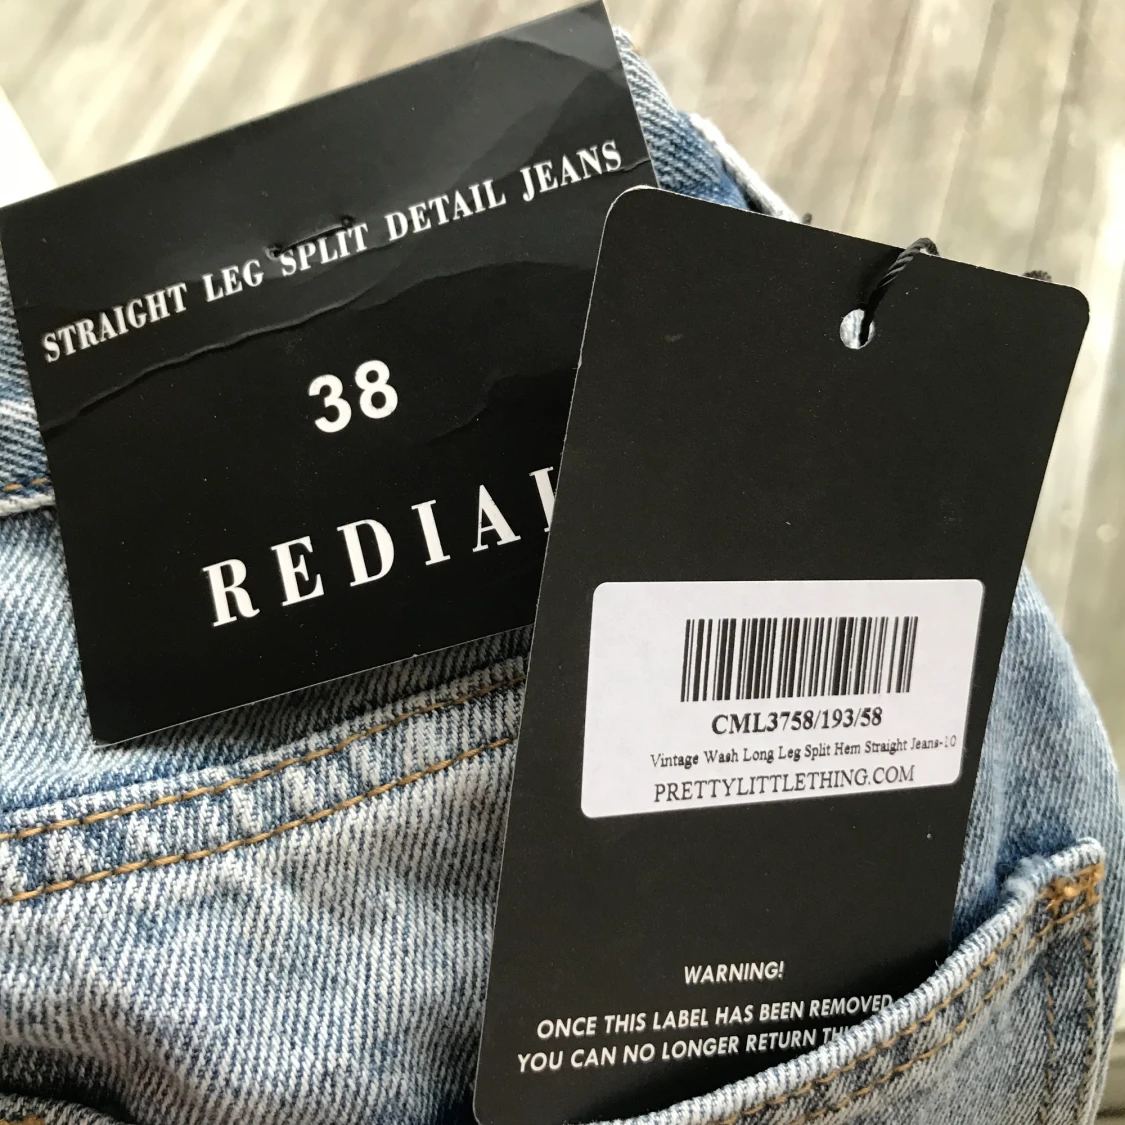 STRAIGHT LEG SPLIT DETAIL JEANS
38
REDIAL
CML3758/193/58
Vintage Wash Long Leg Split Hem Straight Jeans-10
PRETTYLITTLETHING.COM
WARNING!
ONCE THIS LABEL HAS BEEN REMOVED
YOU CAN NO LONGER RETURN